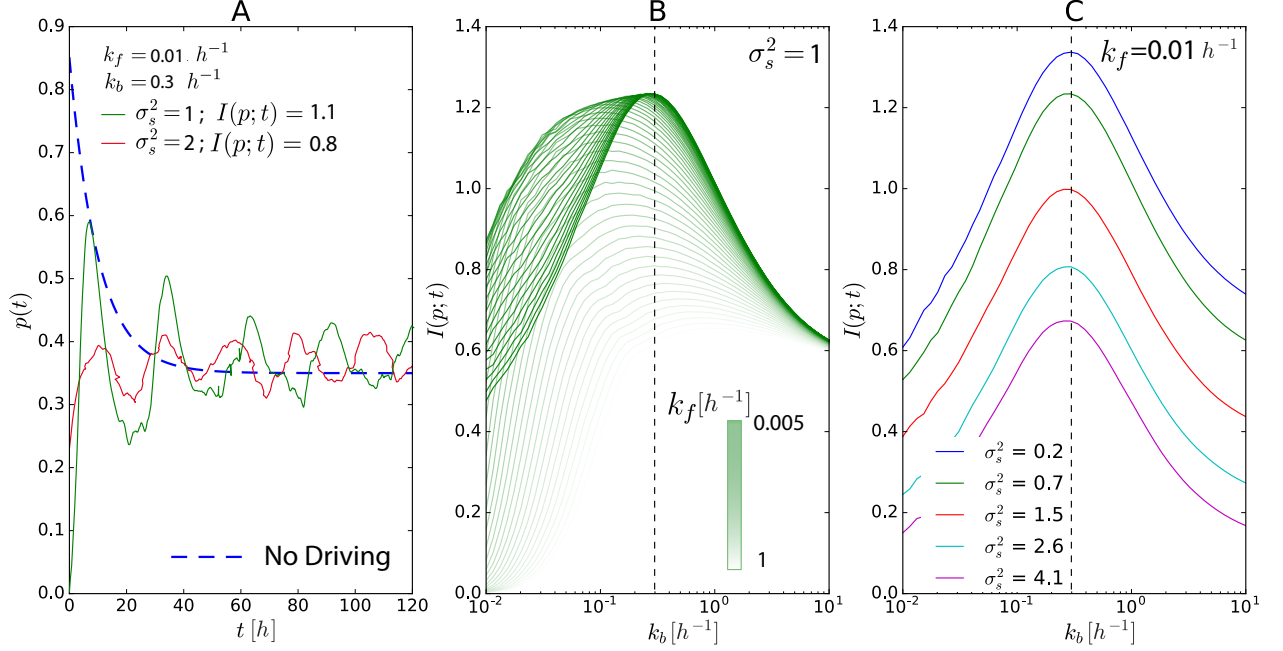 A
0.9
0.8
0.7
0.6
0.5
0.4
0.3
0.2
0.1
0.0
p(t)
k_f = 0.01 h^{-1}
k_b = 0.3 h^{-1}
σ_s^2 = 1 ; I(p;t) = 1.1
σ_s^2 = 2 ; I(p;t) = 0.8
No Driving
0 20 40 60 80 100 120
t [h]
B
1.4
1.2
1.0
0.8
0.6
0.4
0.2
0.0
I(p;t)
σ_s^2 = 1
k_f [h^{-1}]
0.005
1
10^{-2} 10^{-1} 10^0 10^1
k_b [h^{-1}]
C
1.4
1.2
1.0
0.8
0.6
0.4
0.2
0.0
I(p;t)
k_f=0.01 h^{-1}
σ_s^2 = 0.2
σ_s^2 = 0.7
σ_s^2 = 1.5
σ_s^2 = 2.6
σ_s^2 = 4.1
10^{-2} 10^{-1} 10^0 10^1
k_b [h^{-1}]